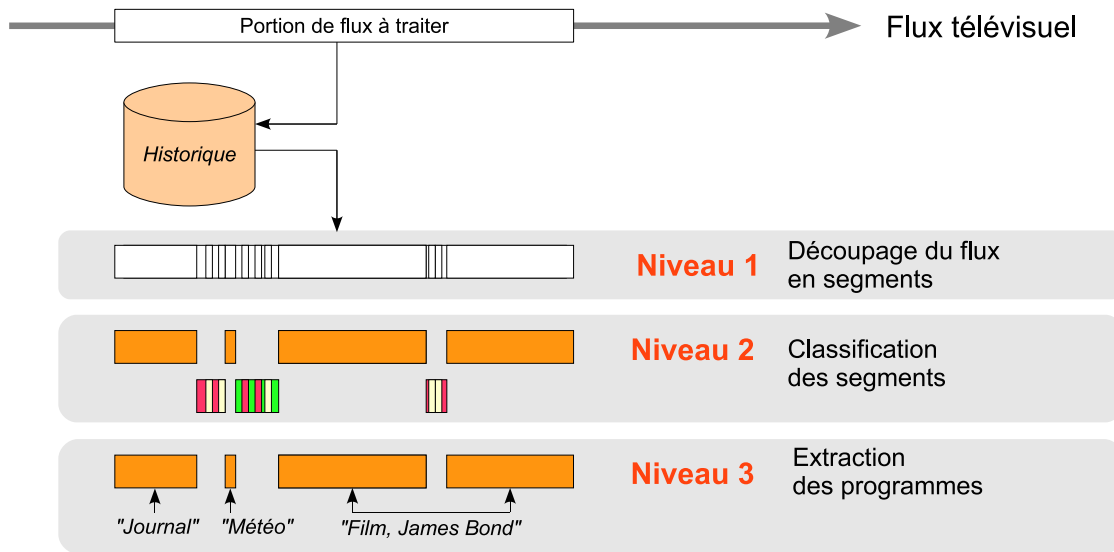 Portion de flux à traiter
Flux télévisuel
Historique
Niveau 1
Découpage du flux
en segments
Niveau 2
Classification
des segments
Niveau 3
Extraction
des programmes
"Journal"
"Météo"
"Film, James Bond"